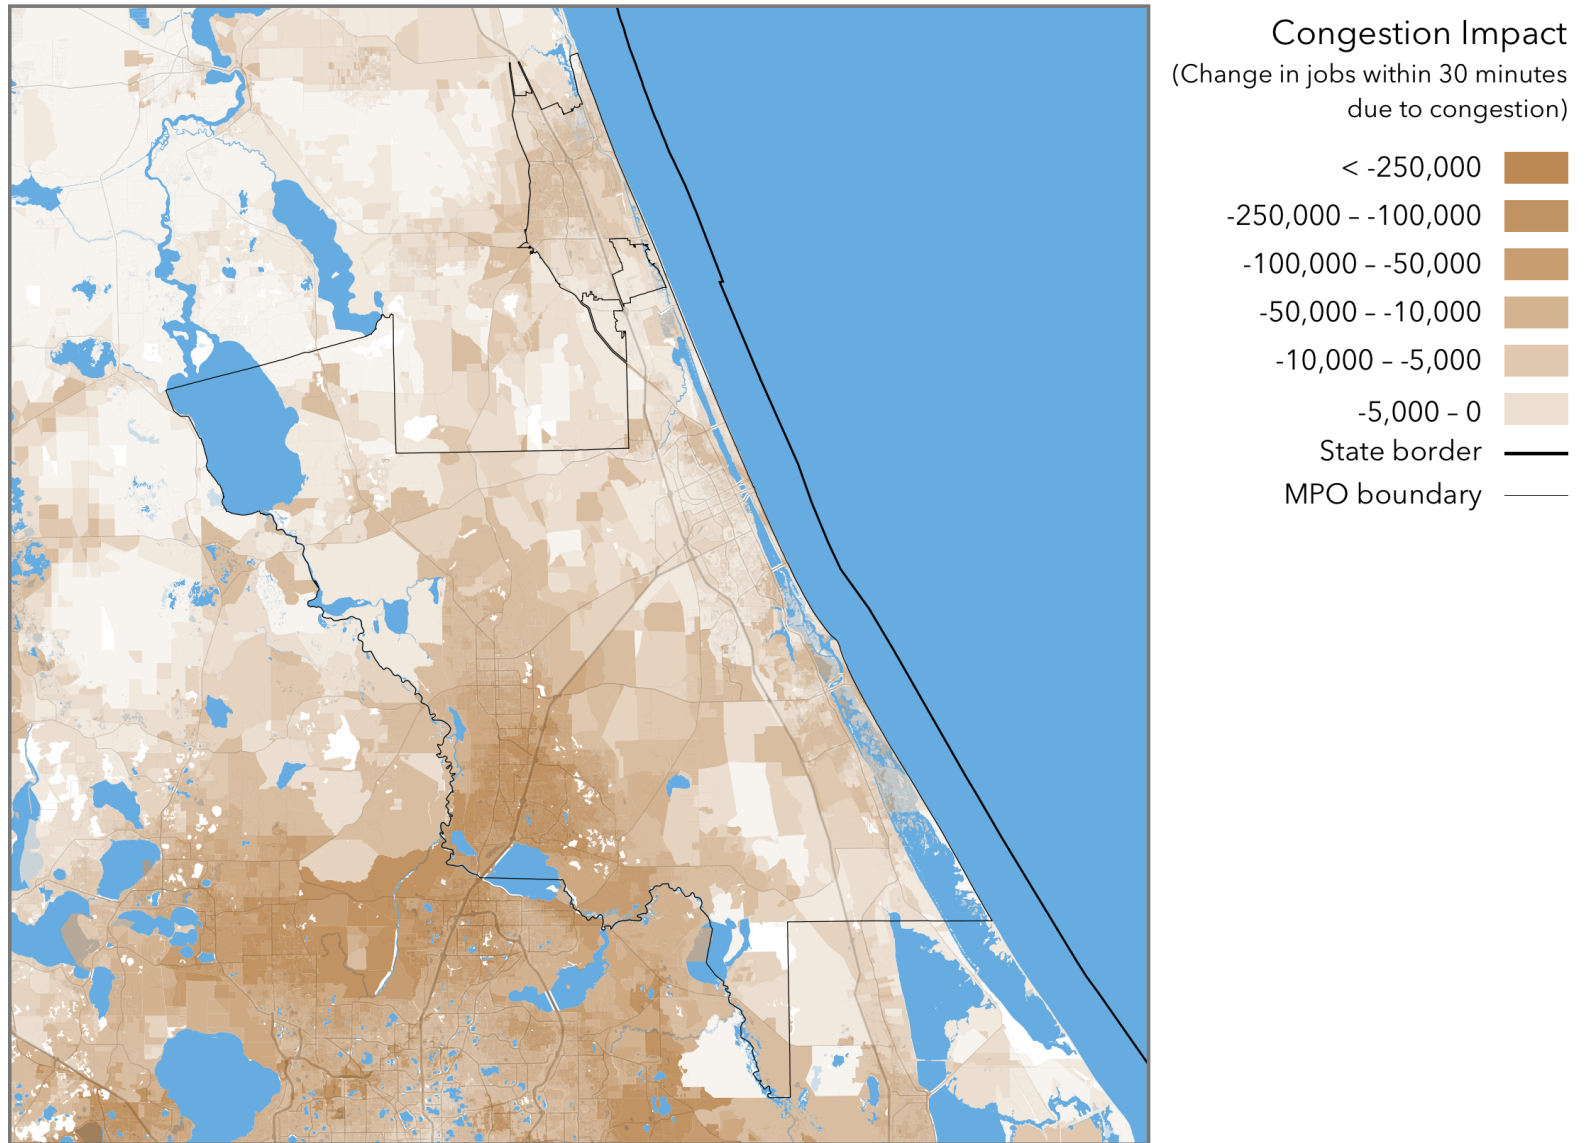 Congestion Impact
(Change in jobs within 30 minutes
due to congestion)
< -250,000
-250,000 – -100,000
-100,000 – -50,000
-50,000 – -10,000
-10,000 – -5,000
-5,000 – 0
State border
MPO boundary